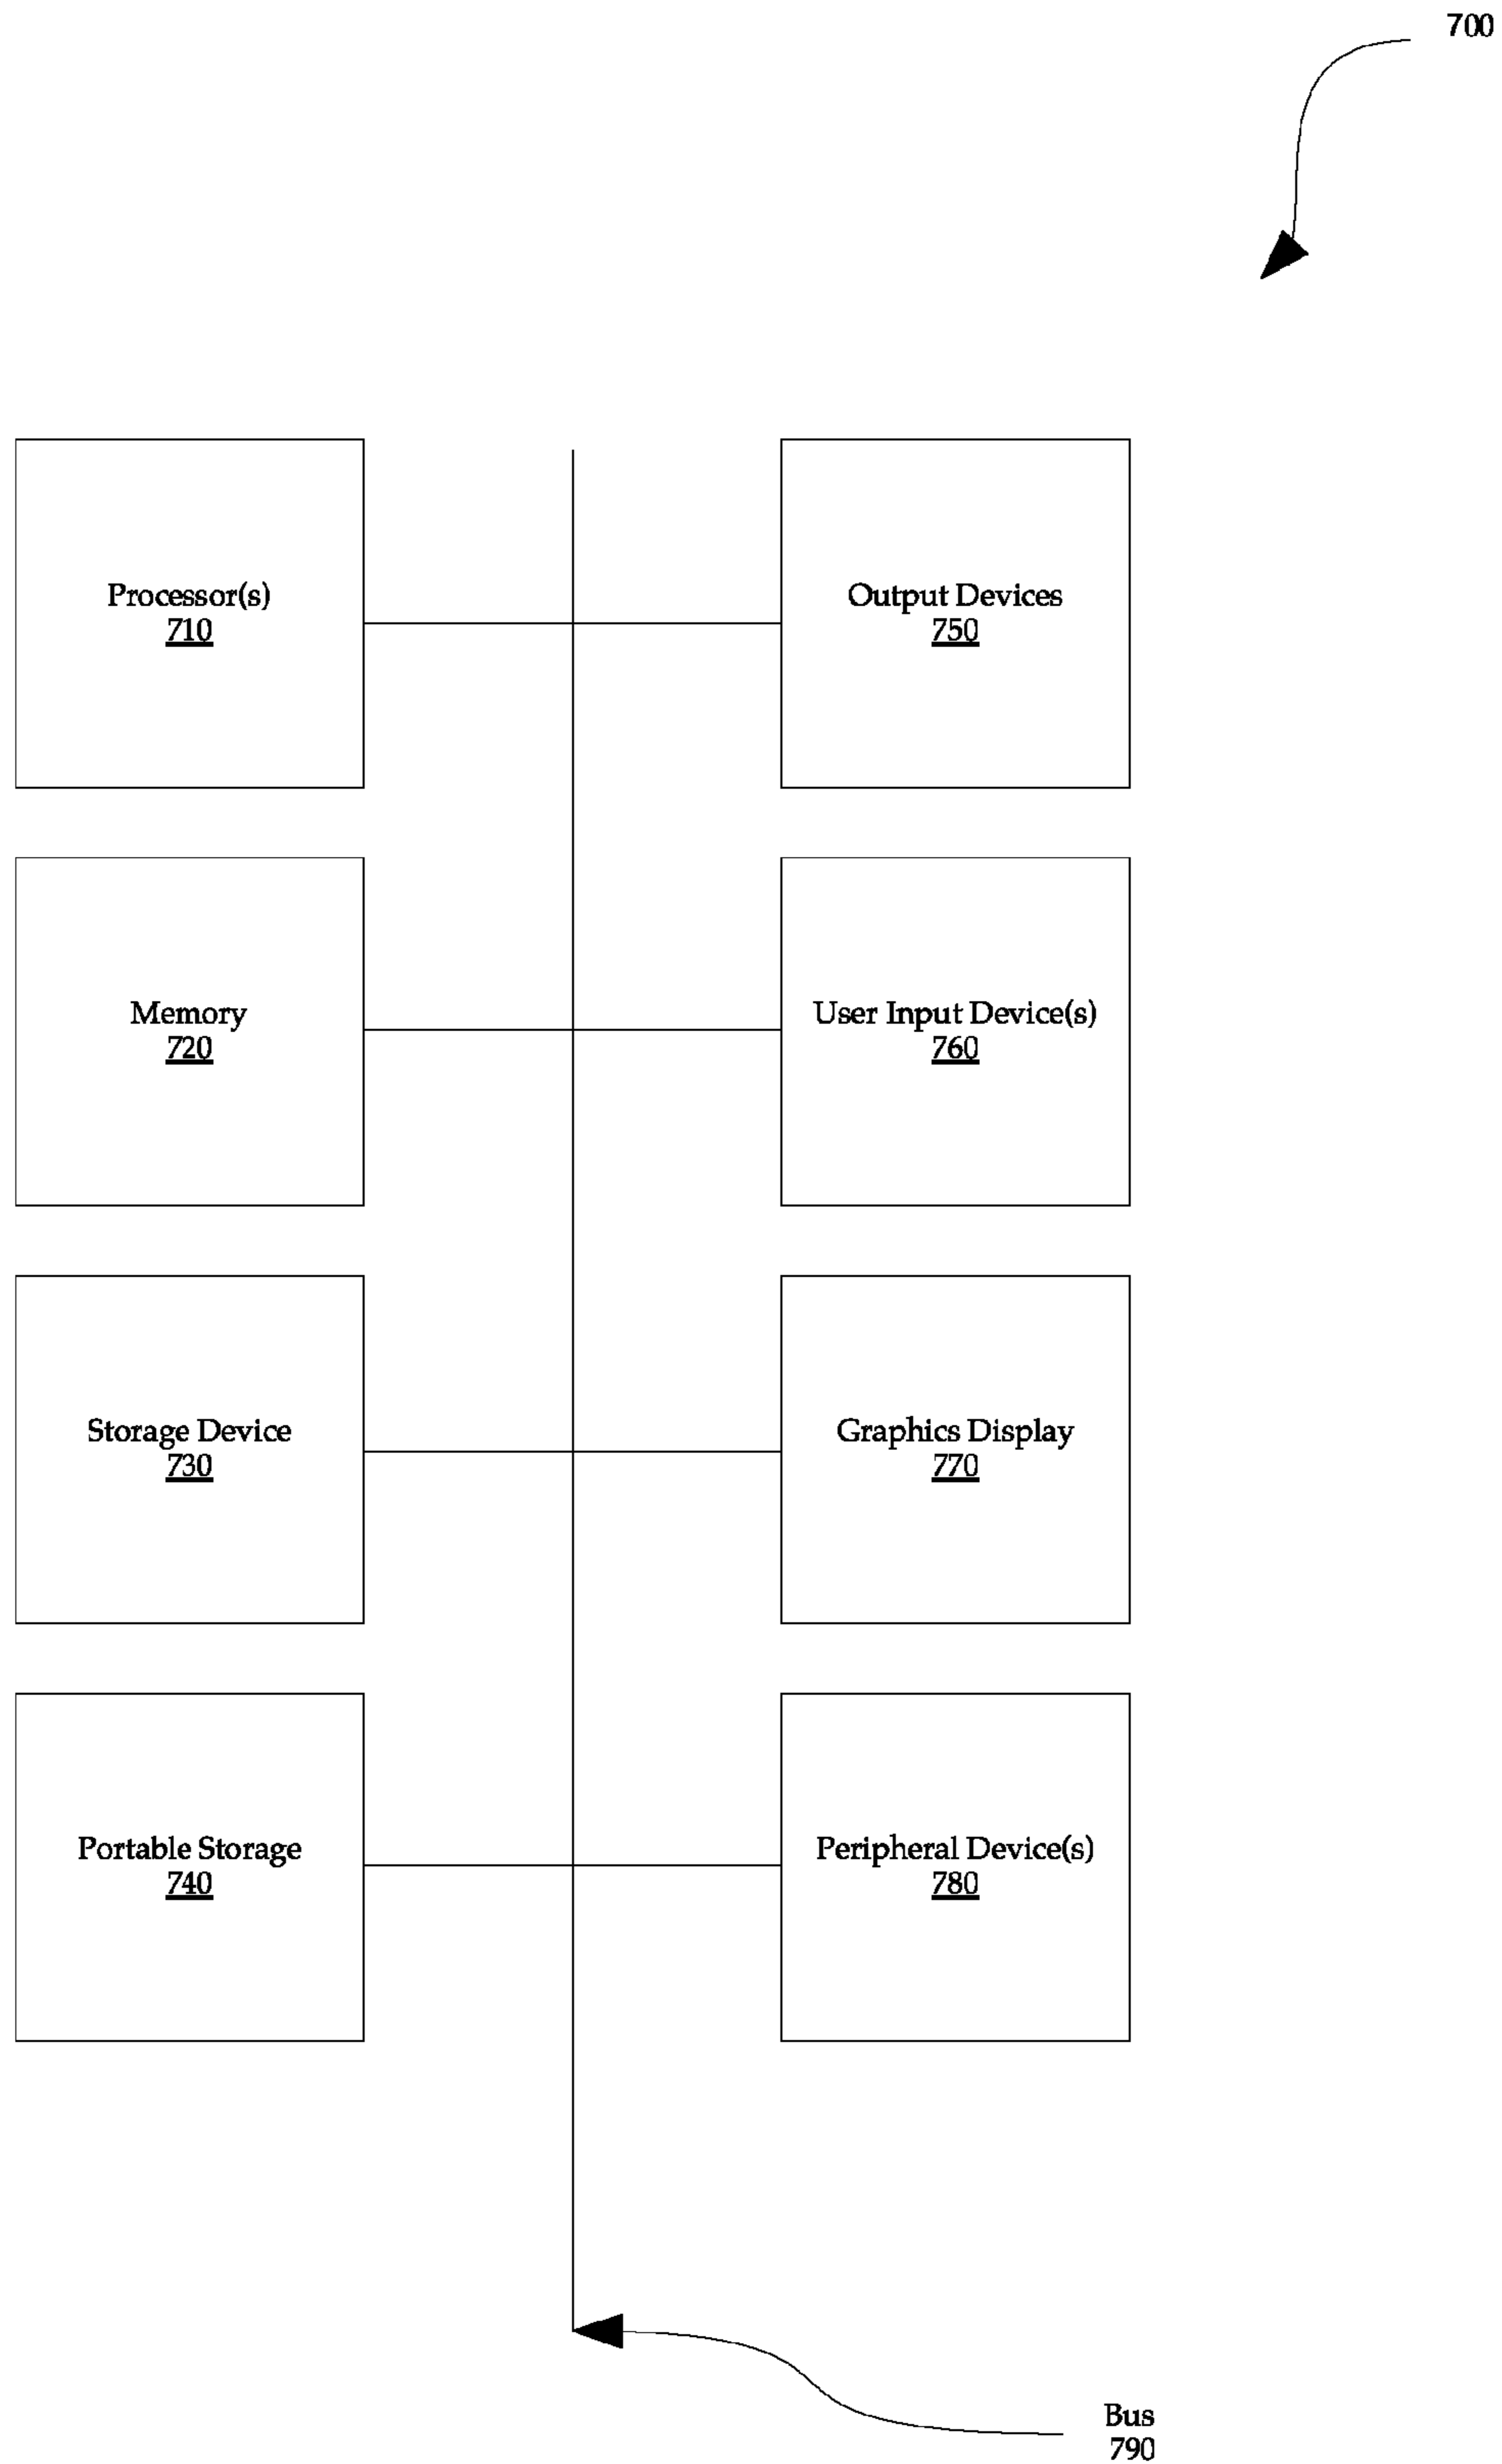 700
Processor(s)
710
Output Devices
750
Memory
720
User Input Device(s)
760
Storage Device
730
Graphics Display
770
Portable Storage
740
Peripheral Device(s)
780
Bus
790